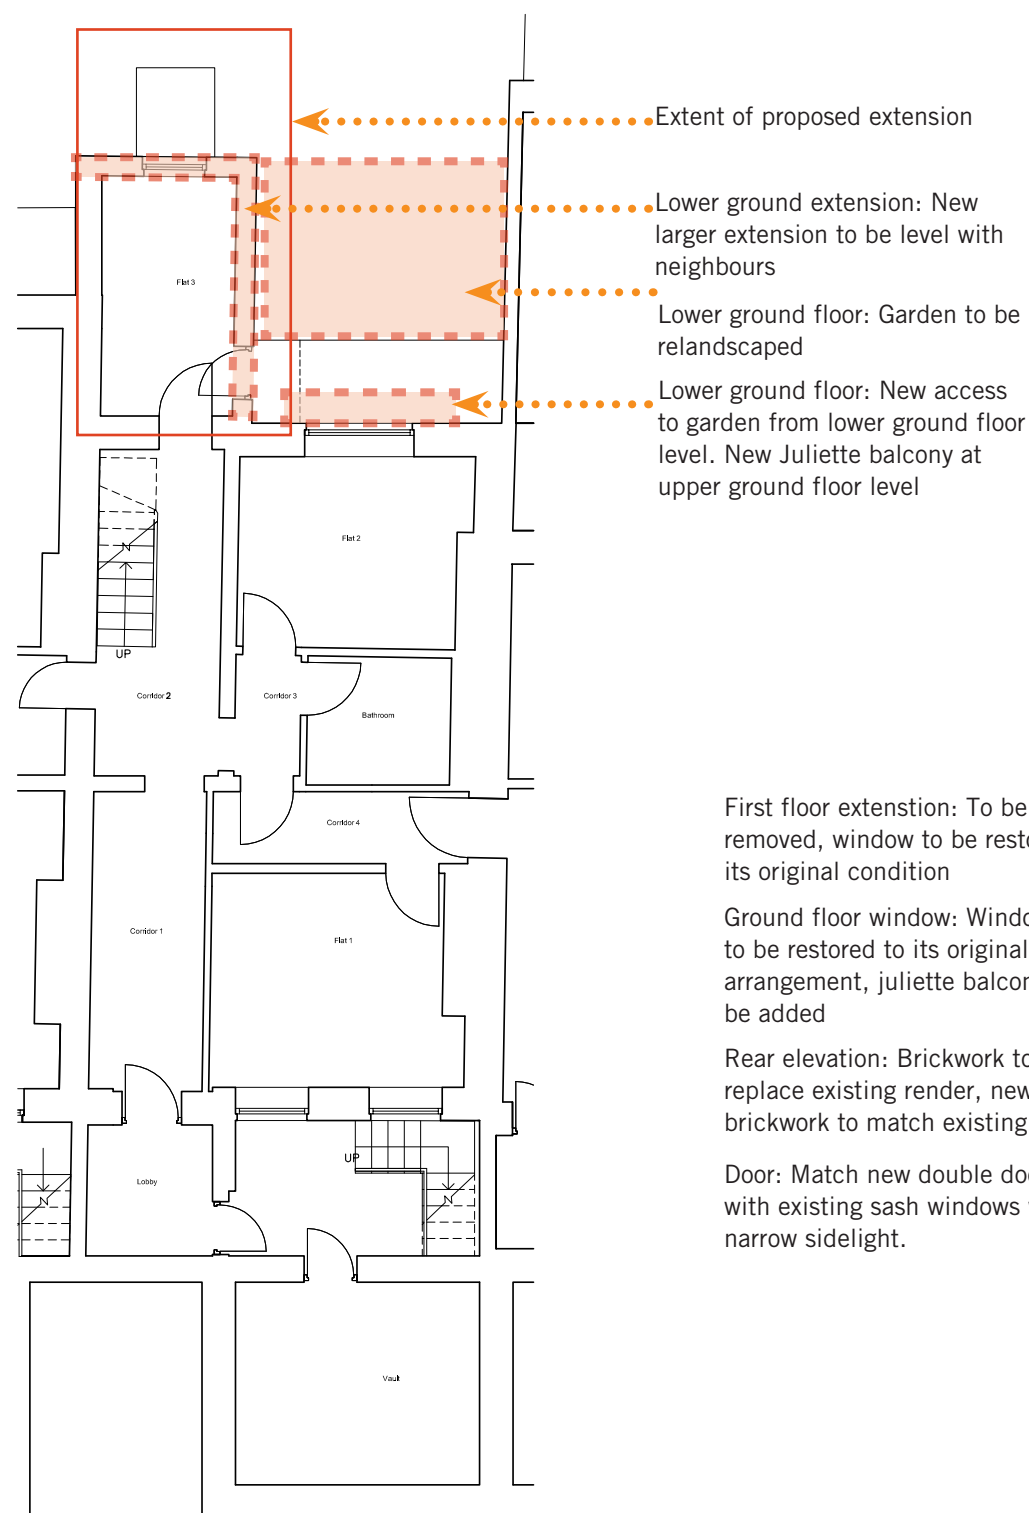 Extent of proposed extension
Lower ground extension: New
larger extension to be level with
neighbours
Lower ground floor: Garden to be
relandscaped
Lower ground floor: New access
to garden from lower ground floor
level. New Juliette balcony at
upper ground floor level
Flat 3
Flat 2
N
UP
Corridor 2
Corridor 3
Bathroom
Corridor 4
Corridor 1
Flat 1
UP
Lobby
N
N
Vault
First floor extenstion: To be
removed, window to be resto
its original condition
Ground floor window: Windo
to be restored to its original
arrangement, juliette balcon
be added
Rear elevation: Brickwork to
replace existing render, new
brickwork to match existing
Door: Match new double doo
with existing sash windows
narrow sidelight.